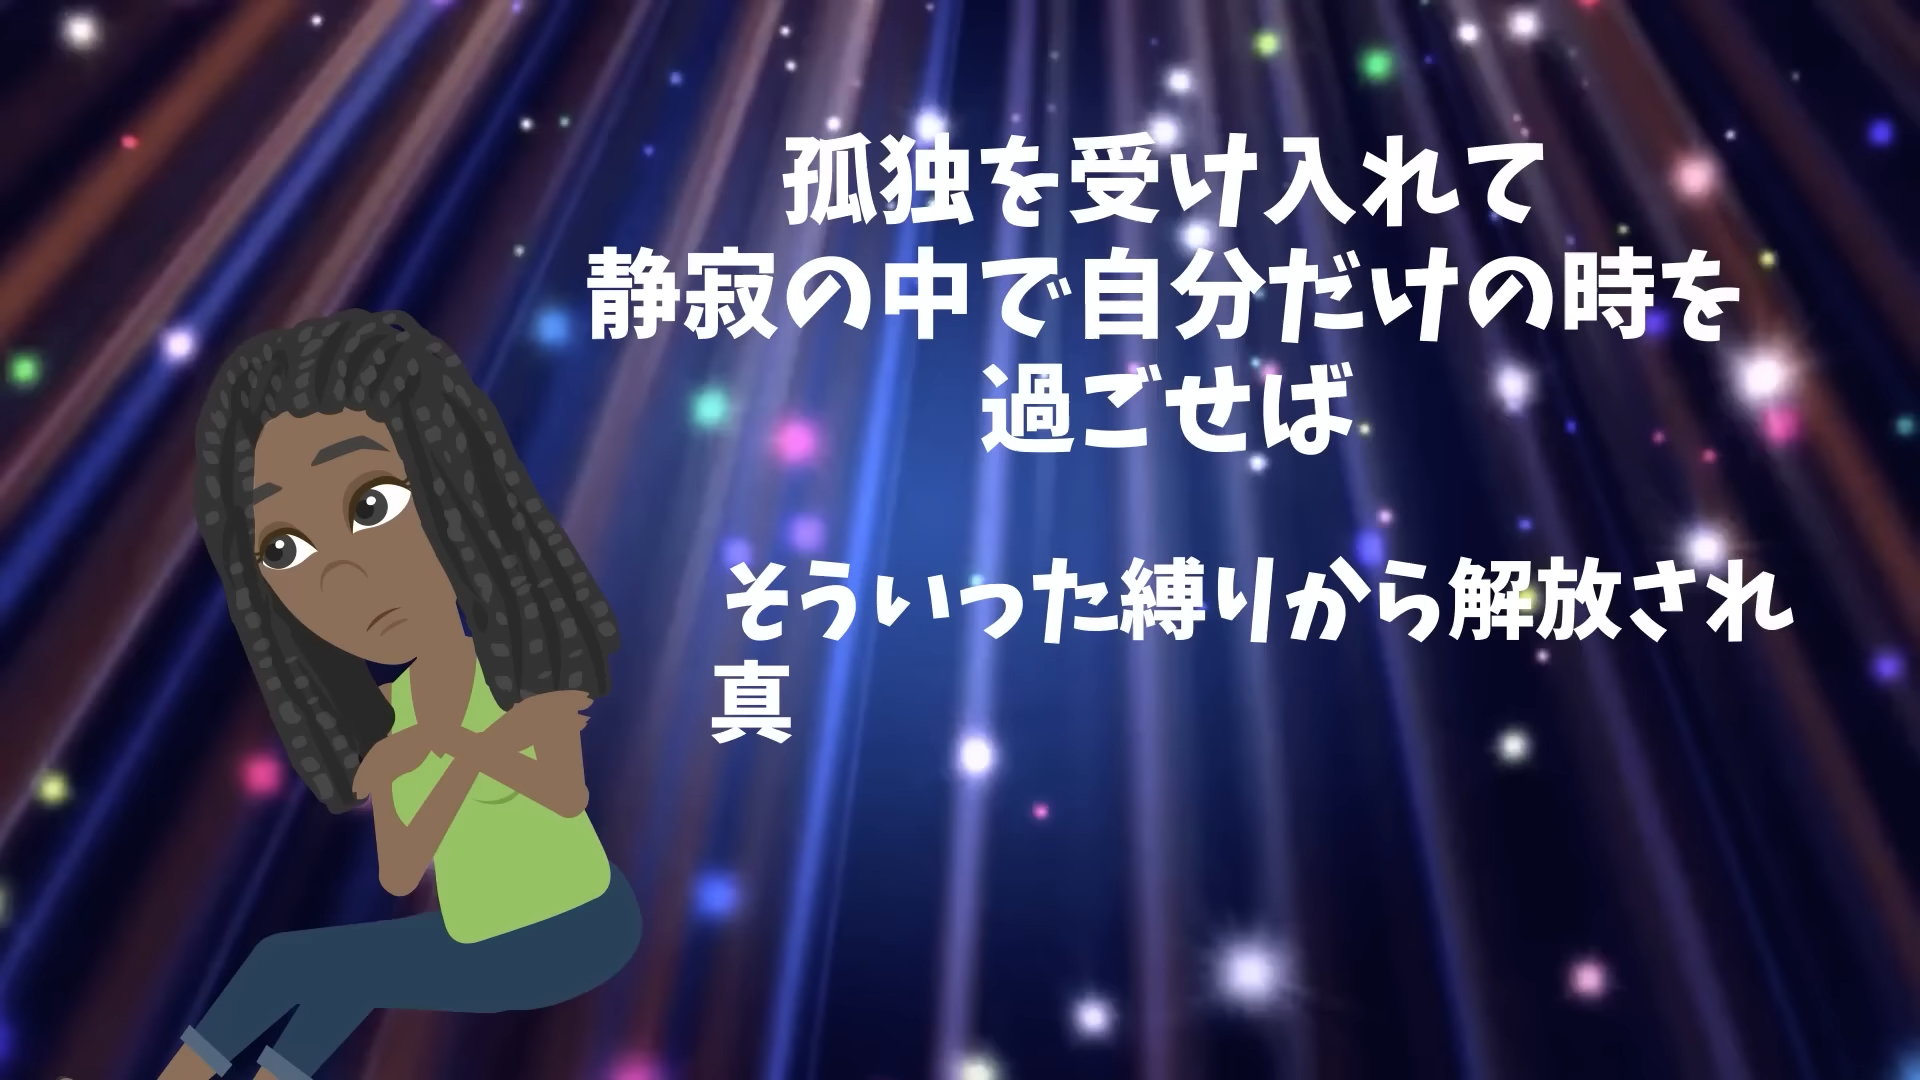 孤独を受け入れて
静寂の中で自分だけの時を
過ごせば
そういった縛りから解放され
真